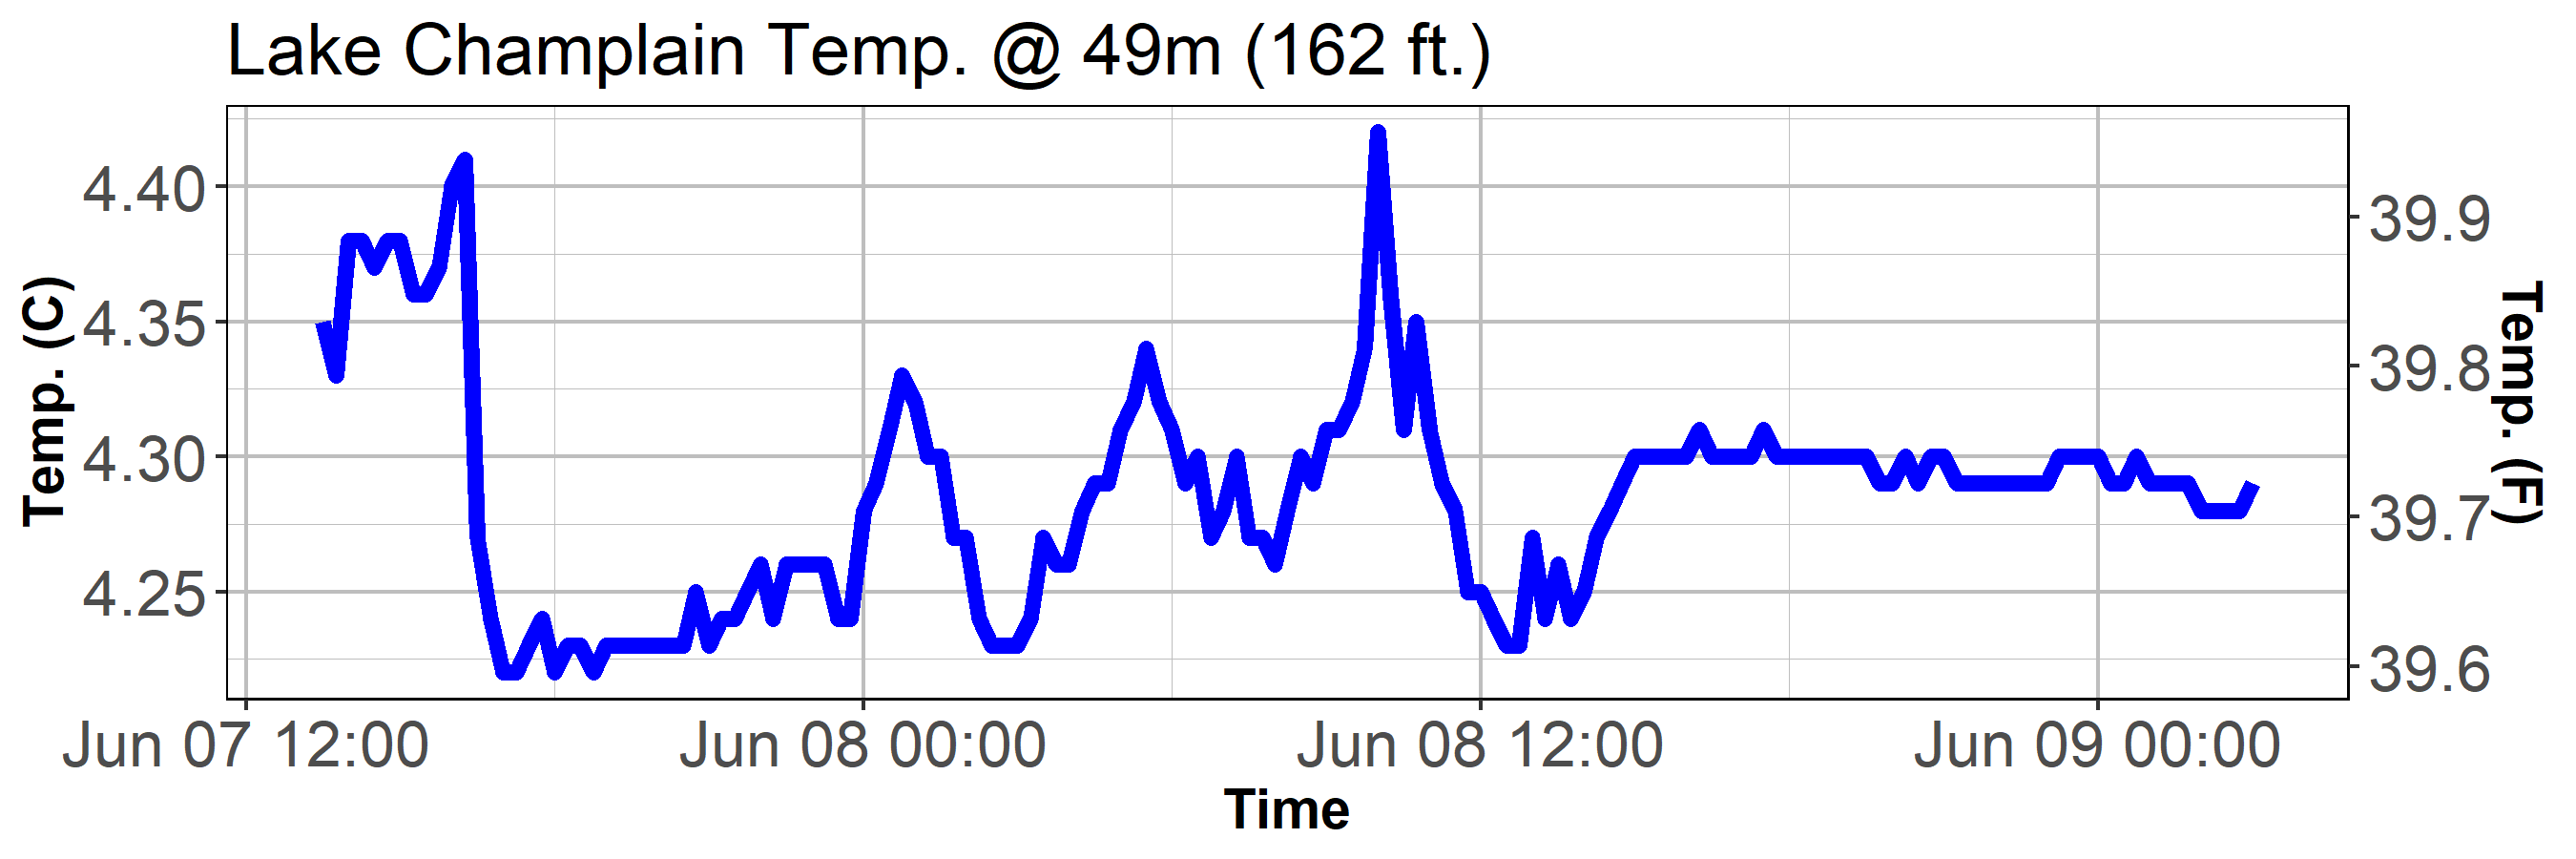 Lake Champlain Temp. @ 49m (162 ft.)
Temp. (C)
4.40
4.35
4.30
4.25
39.9
39.8
39.7
39.6
Temp. (F)
Jun 07 12:00
Jun 08 00:00
Jun 08 12:00
Jun 09 00:00
Time